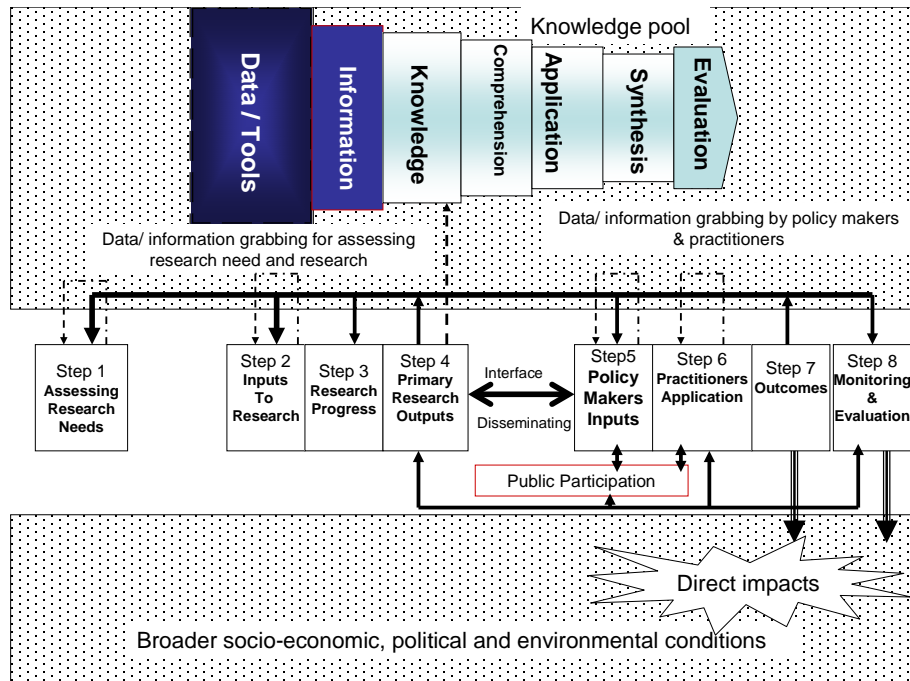 Knowledge pool
Data / Tools
Information
Knowledge
Comprehension
Application
Synthesis
Evaluation
Data/ information grabbing for assessing
research need and research
Data/ information grabbing by policy makers
& practitioners
Step 1
Assessing
Research
Needs
Step 2
Inputs
To
Research
Step 3
Research
Progress
Step 4
Primary
Research
Outputs
Interface
Disseminating
Step5
Policy
Makers
Inputs
Step 6
Practitioners
Application
Step 7
Outcomes
Step 8
Monitoring
&
Evaluation
Public Participation
Direct impacts
Broader socio-economic, political and environmental conditions